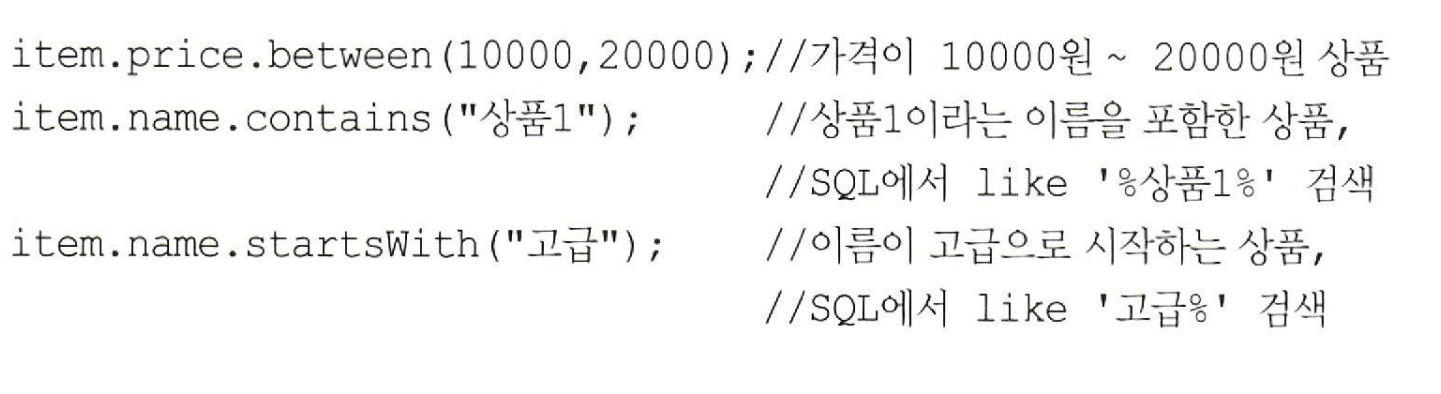 item.price.between(10000,20000);//가격이 10000원 ~ 20000원 상품
item.name.contains("상품1");        //상품1이라는 이름을 포함한 상품,
                                    //SQL에서 like '%상품1%' 검색
item.name.startsWith("고급");       //이름이 고급으로 시작하는 상품,
                                    //SQL에서 like '고급%' 검색